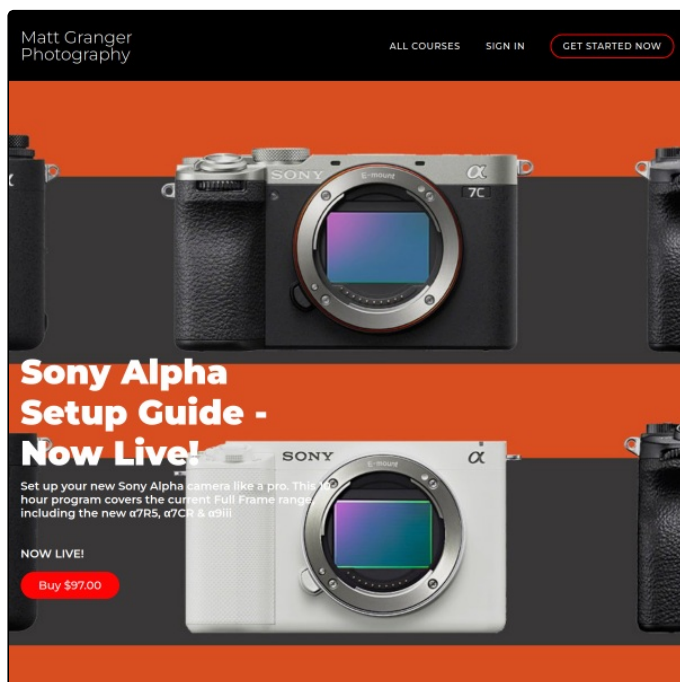 Matt Granger
Photography
ALL COURSES
SIGN IN
GET STARTED NOW
SONY
E-mount
α
7C
Sony Alpha
Setup Guide -
Now Live!
SONY
E-mount
α
Set up your new Sony Alpha camera like a pro. This
hour program covers the current Full Frame range,
including the new α7R5, α7CR & α9iii
NOW LIVE!
Buy $97.00